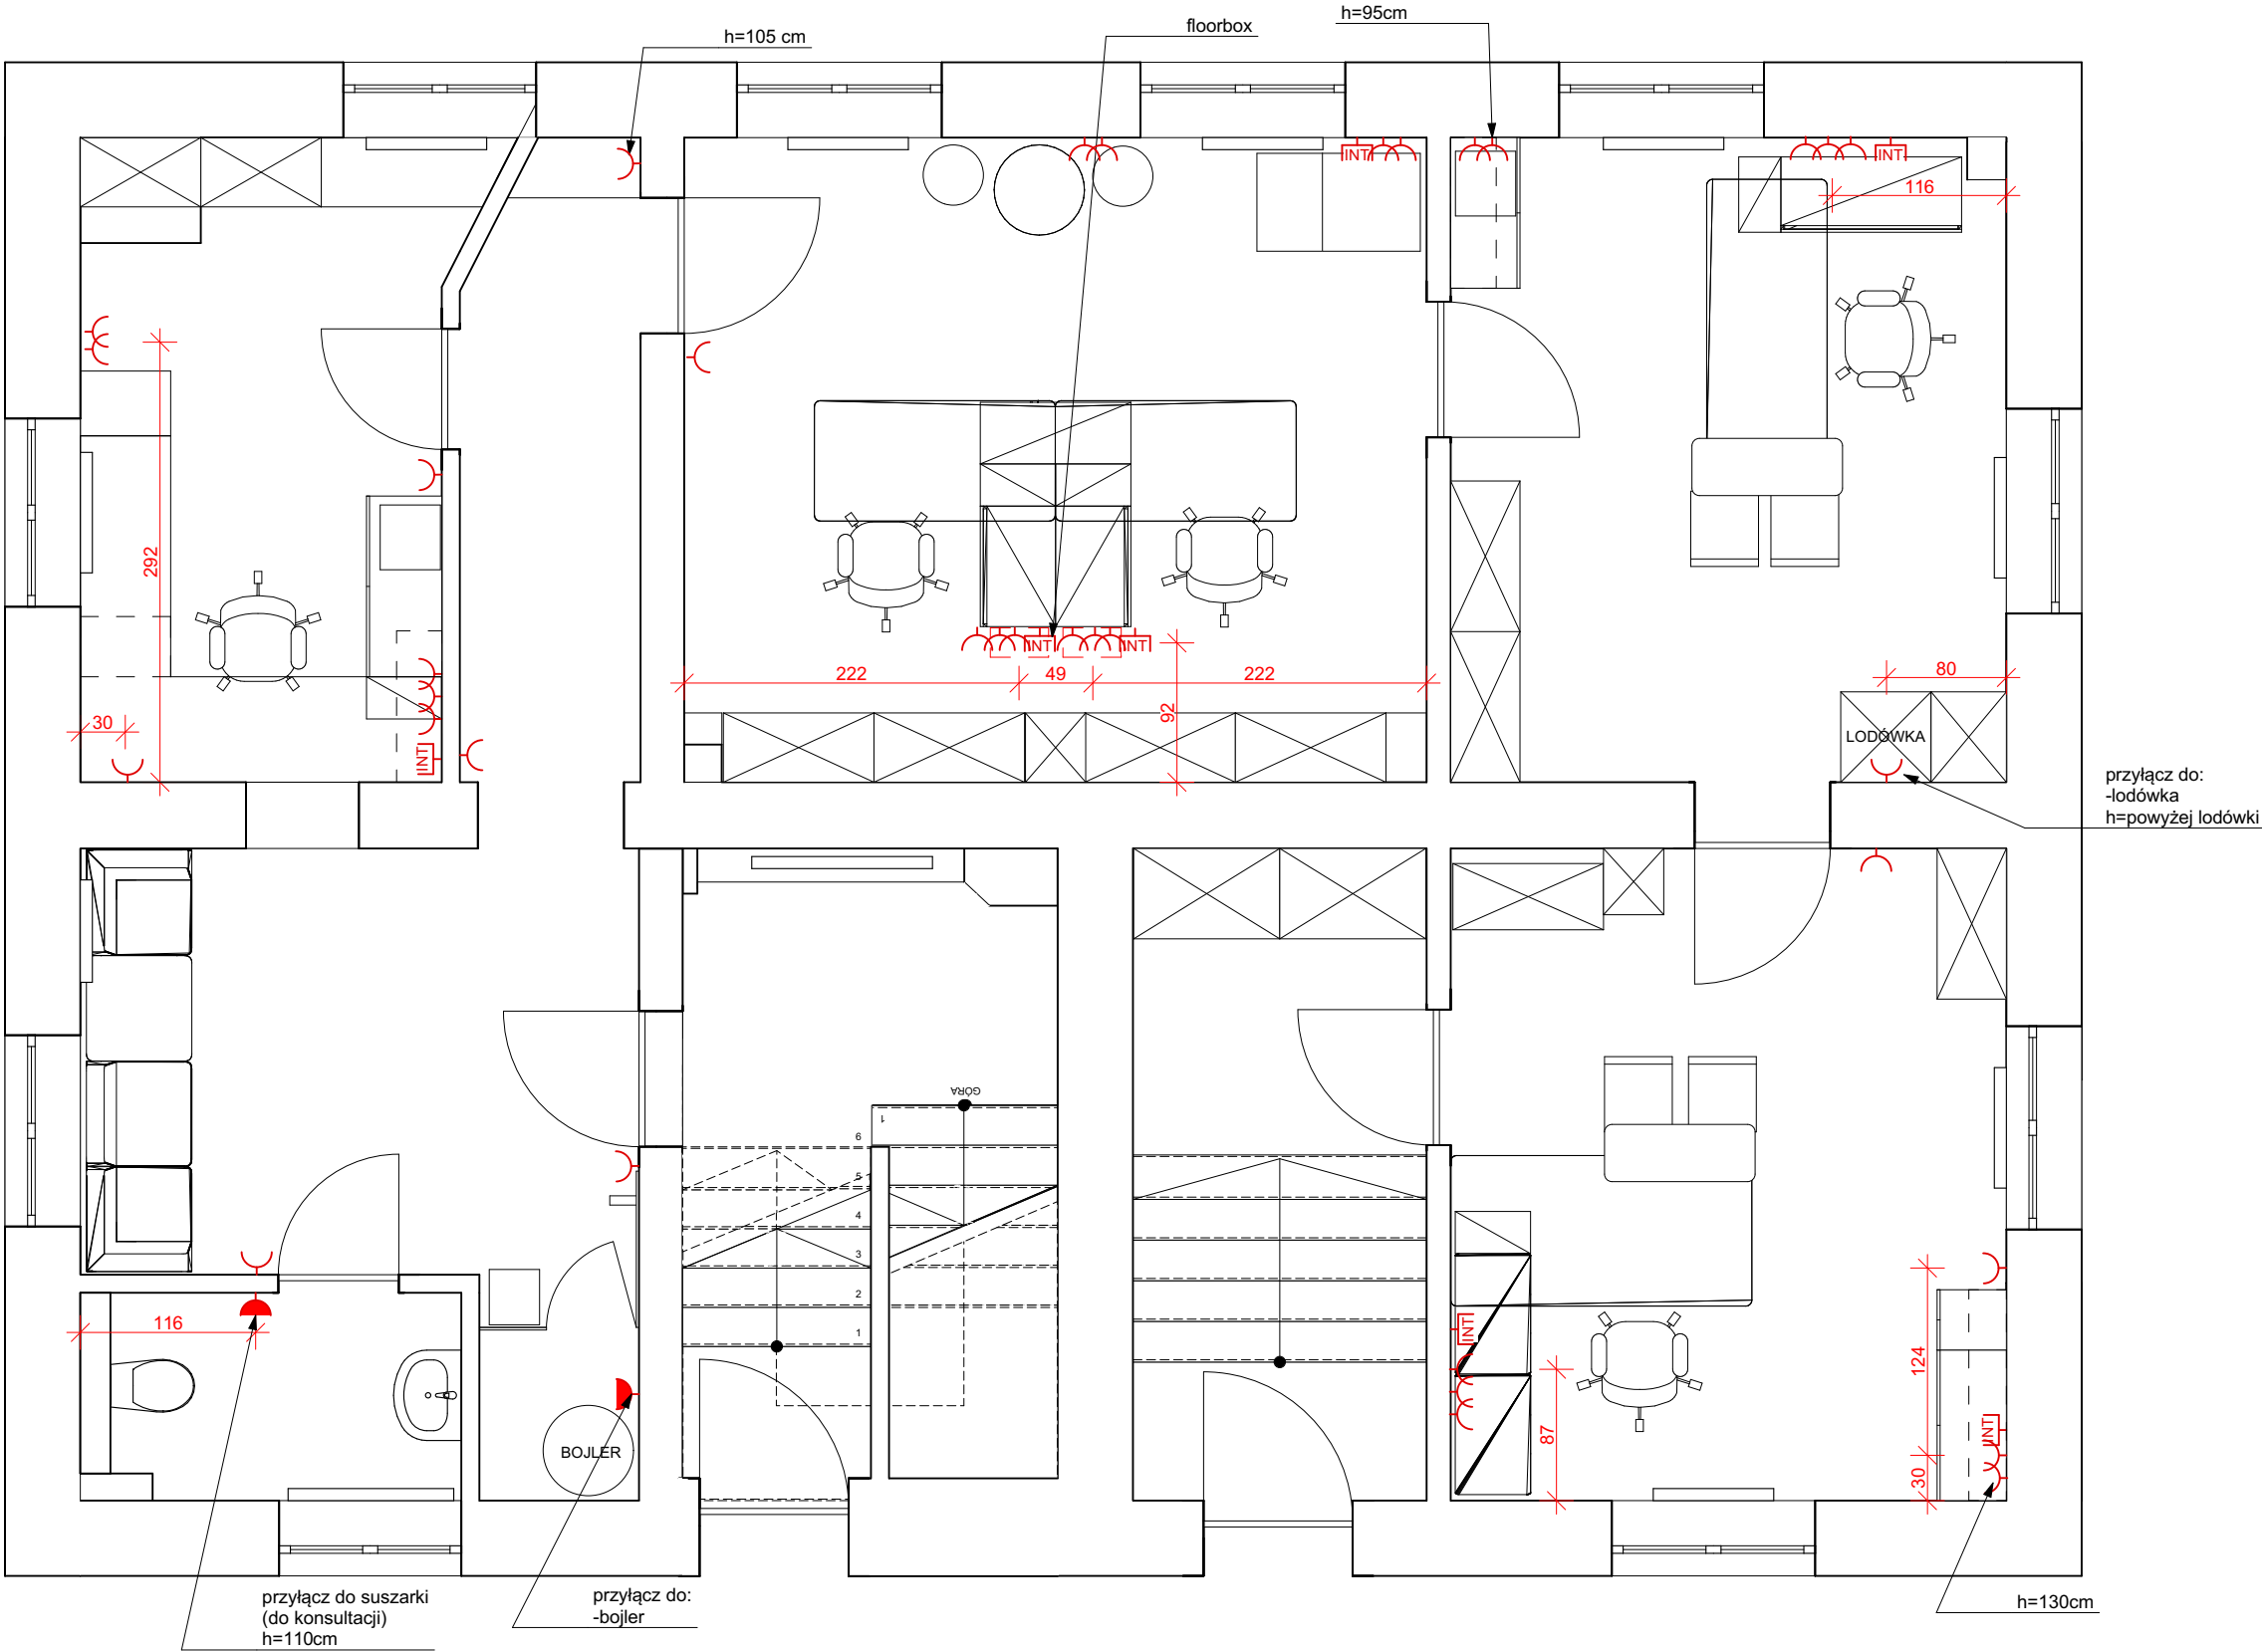 h=105 cm
floorbox
h=95cm
INT
INT
116
292
INT
INT
222
49
222
92
80
30
INT
LODÓWKA
przyłącz do:
-lodówka
h=powyżej lodówki
GÓRA
1
6
5
4
3
2
1
116
INT
124
87
INT
30
BOJLER
przyłącz do suszarki
(do konsultacji)
h=110cm
przyłącz do:
-bojler
h=130cm